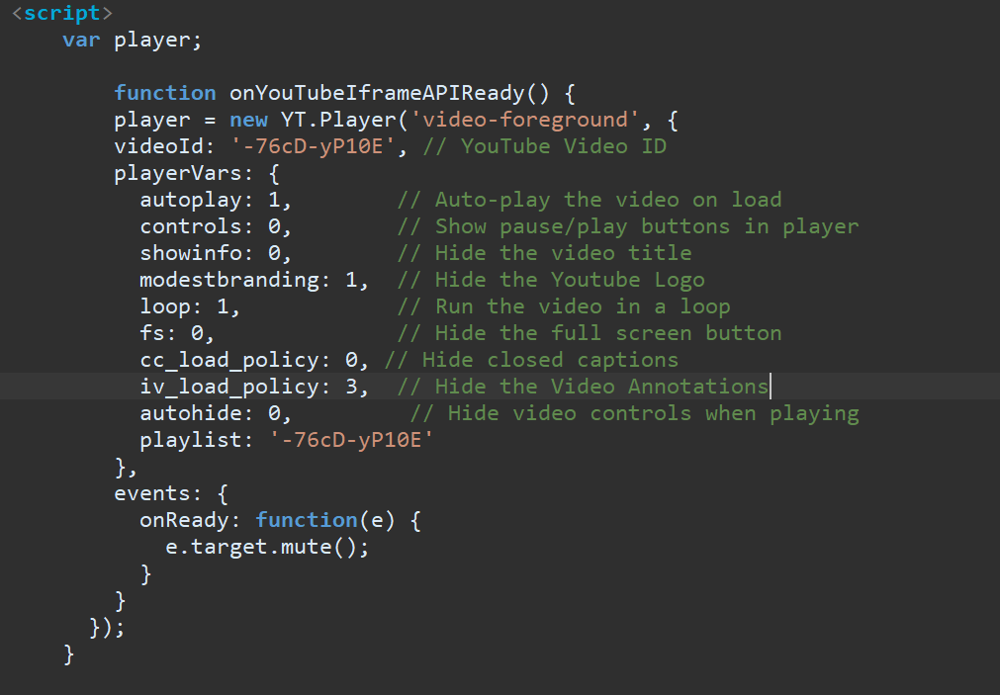 <script>
    var player;

        function onYouTubeIframeAPIReady() {
        player = new YT.Player('video-foreground', {
        videoId: '-76cD-yP10E', // YouTube Video ID
        playerVars: {
          autoplay: 1,        // Auto-play the video on load
          controls: 0,        // Show pause/play buttons in player
          showinfo: 0,        // Hide the video title
          modestbranding: 1,  // Hide the Youtube Logo
          loop: 1,            // Run the video in a loop
          fs: 0,              // Hide the full screen button
          cc_load_policy: 0, // Hide closed captions
          iv_load_policy: 3,  // Hide the Video Annotations
          autohide: 0,         // Hide video controls when playing
          playlist: '-76cD-yP10E'
        },
        events: {
          onReady: function(e) {
            e.target.mute();
          }
        }
      });
    }